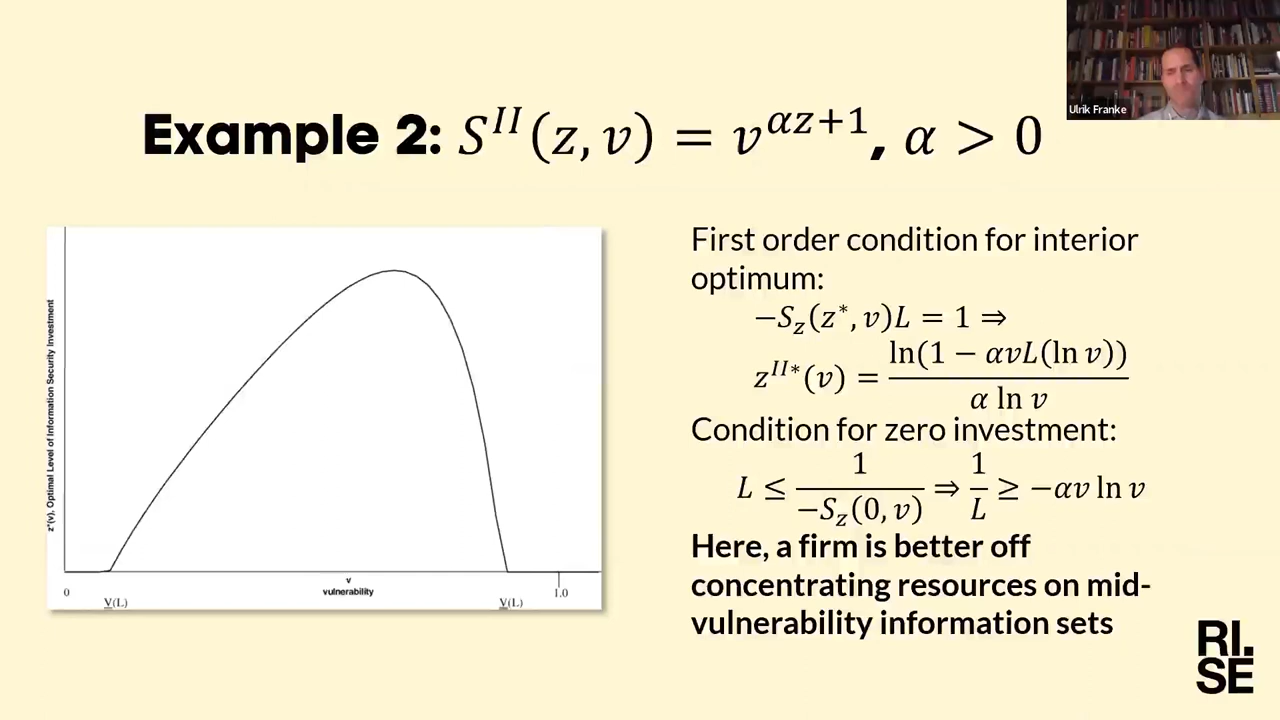 Ulrik Franke
Example 2: S^{II}(z, v) = v^{αz+1}, α > 0
z*(v), Optimal Level of Information Security Investment
0
v
vulnerability
1.0
V(L)
V(L)
First order condition for interior
optimum:
−S_z(z*, v)L = 1 ⇒
z^{II*}(v) = ln(1 − αvL(ln v)) / α ln v
Condition for zero investment:
L ≤ 1 / −S_z(0, v) ⇒ 1/L ≥ −αv ln v
Here, a firm is better off
concentrating resources on mid-
vulnerability information sets
RI.
SE